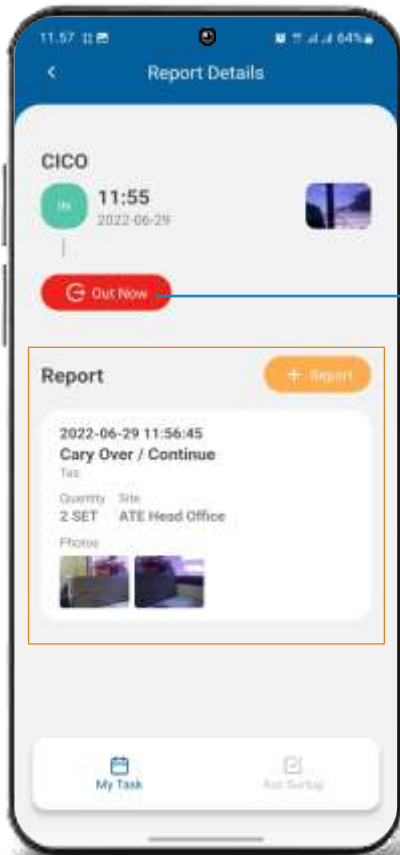 11.57
64%
Report Details
CICO
IN
11:55
2022-06-29
Out Now
Report
+ Report
2022-06-29 11:56:45
Cary Over / Continue
Tes
Quantity Site
2 SET ATE Head Office
Photos
My Task